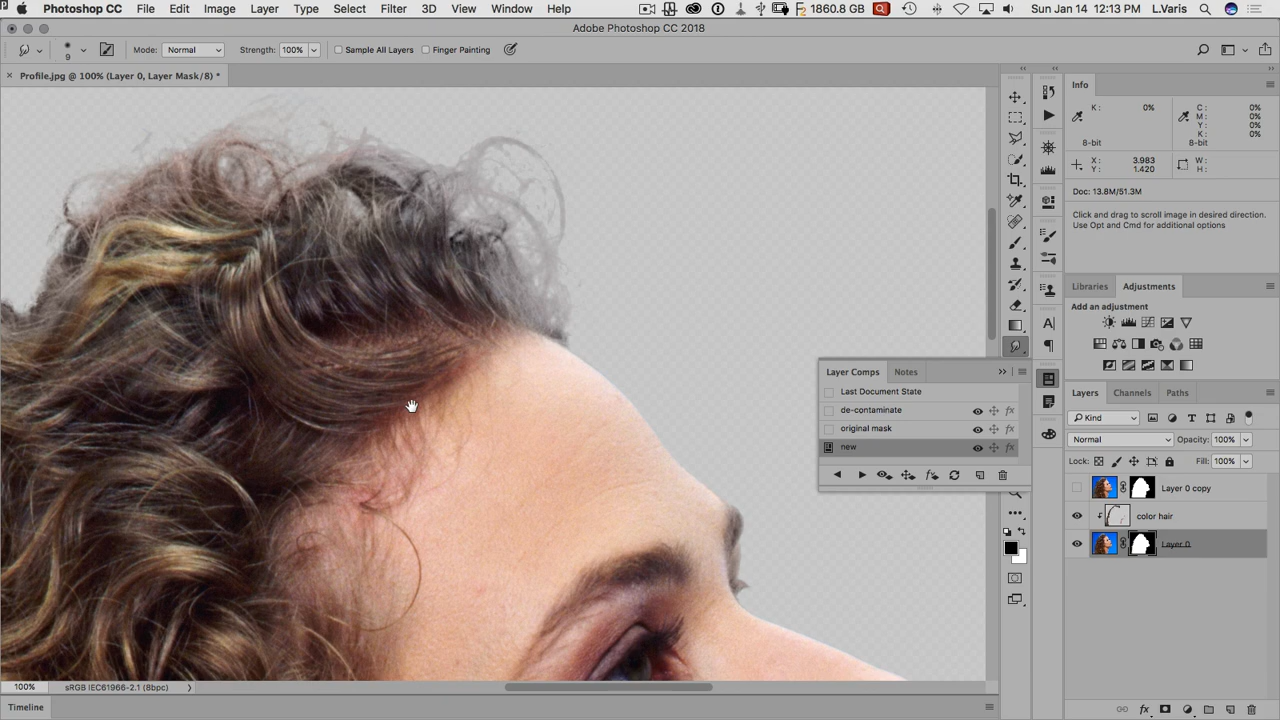 Photoshop CC File Edit Image Layer Type Select Filter 3D View Window Help 1860.8 GB Sun Jan 14 12:13 PM L.Varis
Adobe Photoshop CC 2018
9 Mode: Normal Strength: 100% Sample All Layers Finger Painting
× Profile.jpg @ 100% (Layer 0, Layer Mask/8) *
Info
K : 0% C : 0%
M : 0%
Y : 0%
K : 0%
8-bit 8-bit
X : 3.983 W :
Y : 1.420 H :
Doc: 13.8M/51.3M
Click and drag to scroll image in desired direction.
Use Opt and Cmd for additional options
Libraries Adjustments
Add an adjustment
Layer Comps Notes
Last Document State
de-contaminate
original mask
new
Layers Channels Paths
Kind
Normal Opacity: 100%
Lock: Fill: 100%
Layer 0 copy
color hair
Layer 0
100% sRGB IEC61966-2.1 (8bpc)
Timeline